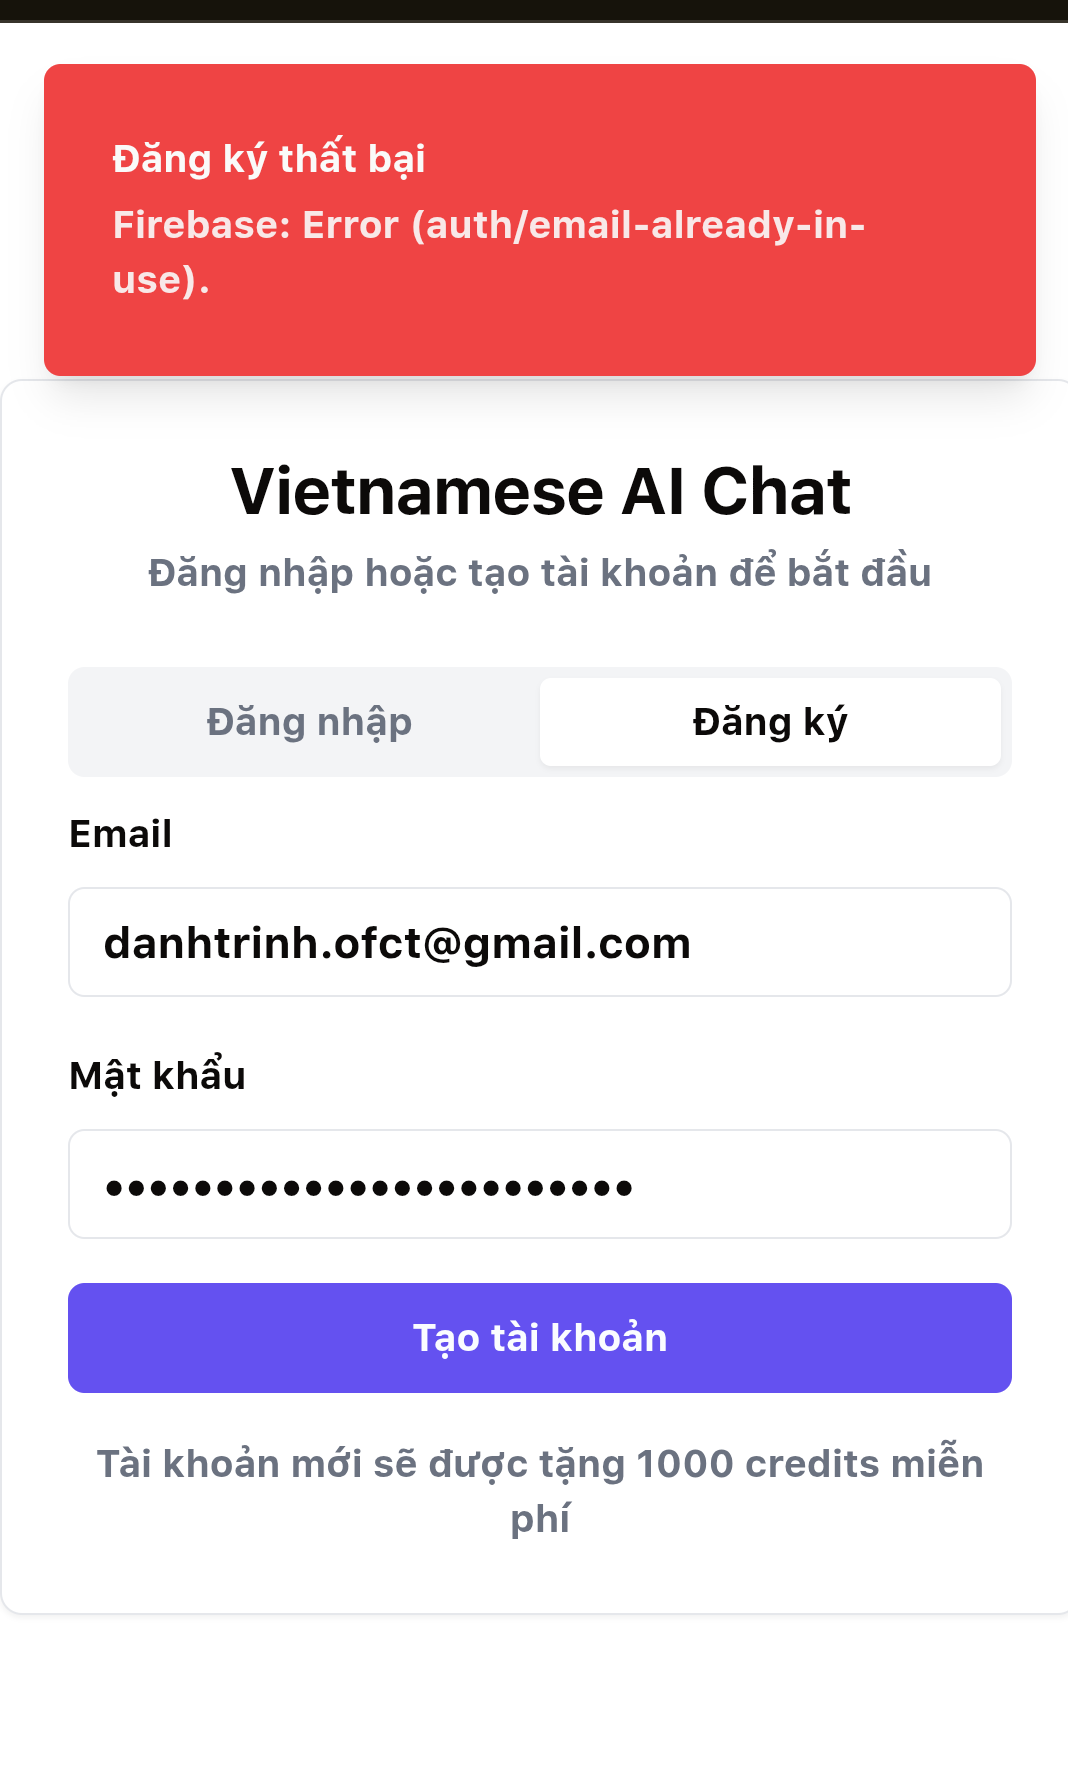 Đăng ký thất bại
Firebase: Error (auth/email-already-in-
use).
Vietnamese AI Chat
Đăng nhập hoặc tạo tài khoản để bắt đầu
Đăng nhập
Đăng ký
Email
danhtrinh.ofct@gmail.com
Mật khẩu
••••••••••••••••••••••••
Tạo tài khoản
Tài khoản mới sẽ được tặng 1000 credits miễn
phí